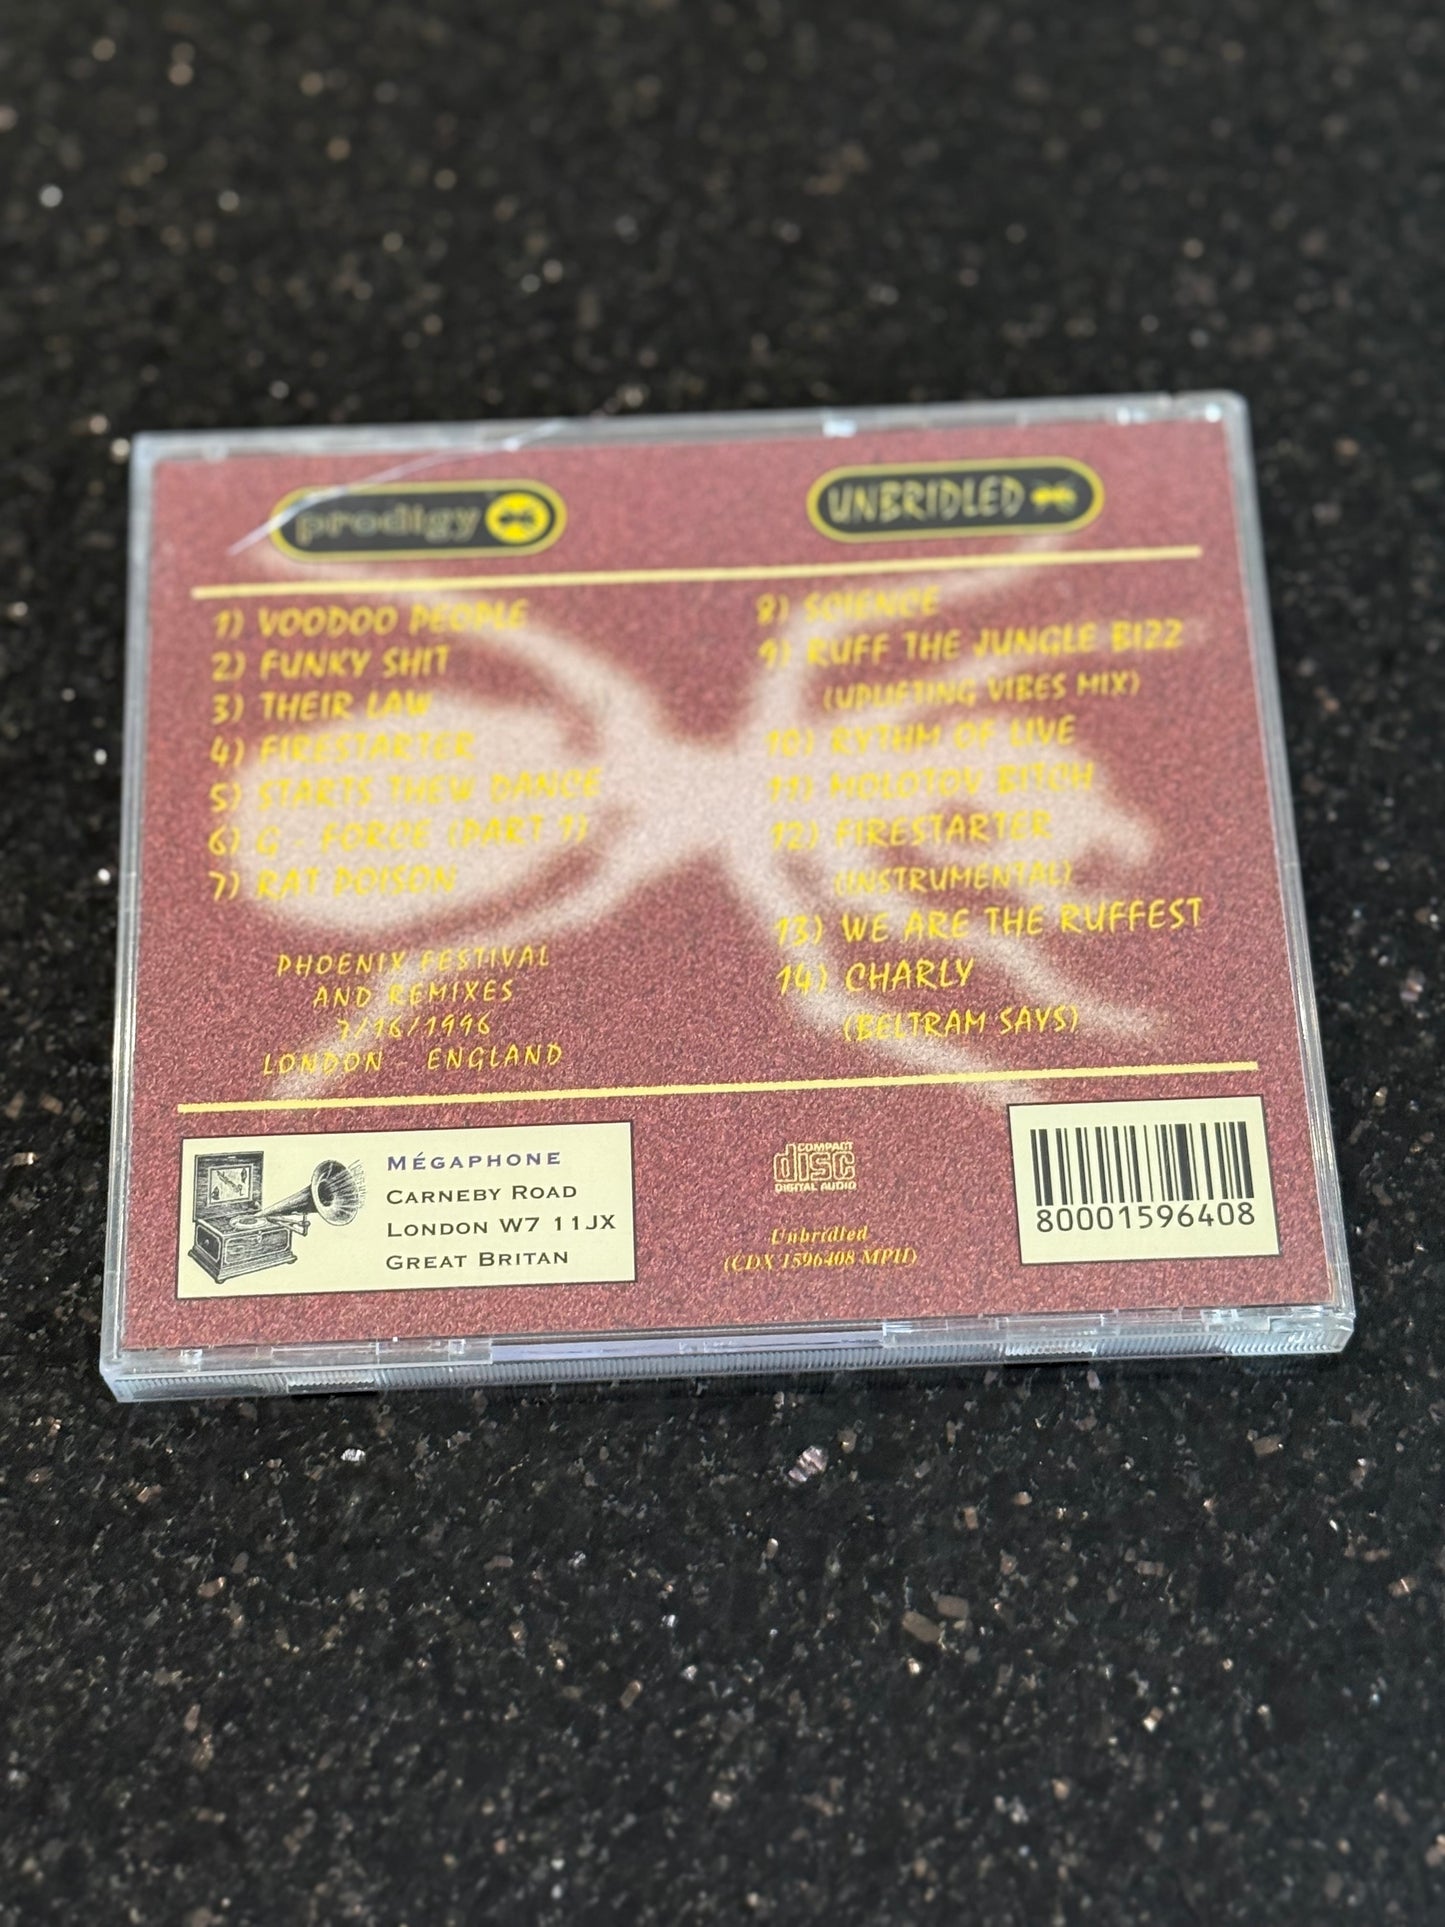 prodigy
UNBRIDLED
1) VOODOO PEOPLE
2) FUNKY SHIT
3) THEIR LAW
4) FIRESTARTER
5) STARTS THEW DANCE
6) G - FORCE (PART 1)
7) RAT POISON
PHOENIX FESTIVAL
AND REMIXES
7/16/1996
LONDON - ENGLAND
8) SCIENCE
9) RUFF THE JUNGLE BIZZ
(UPLIFTING VIBES MIX)
10) RYTHM OF LIVE
11) MOLOTOV BITCH
12) FIRESTARTER
(INSTRUMENTAL)
13) WE ARE THE RUFFEST
14) CHARLY
(BELTRAM SAYS)
MÉGAPHONE
CARNEBY ROAD
LONDON W7 11JX
GREAT BRITAN
COMPACT
disc
DIGITAL AUDIO
Unbridled
(CDX 1596408 MPH)
80001596408